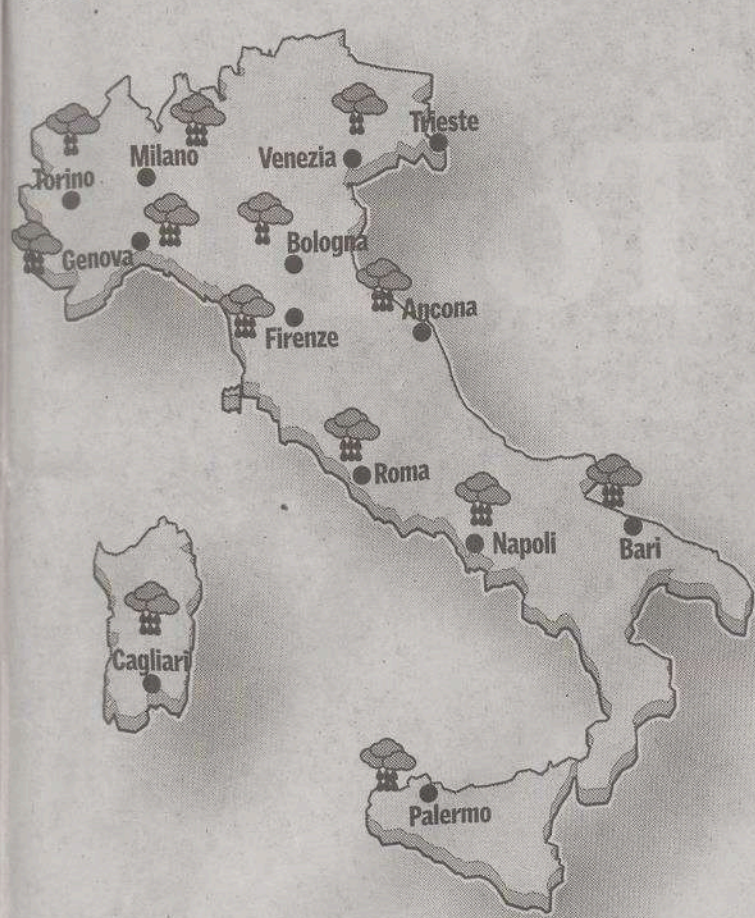 Trieste
Milano
Venezia
Torino
Bologna
Genova
Ancona
Firenze
Roma
Napoli
Bari
Cagliari
Palermo